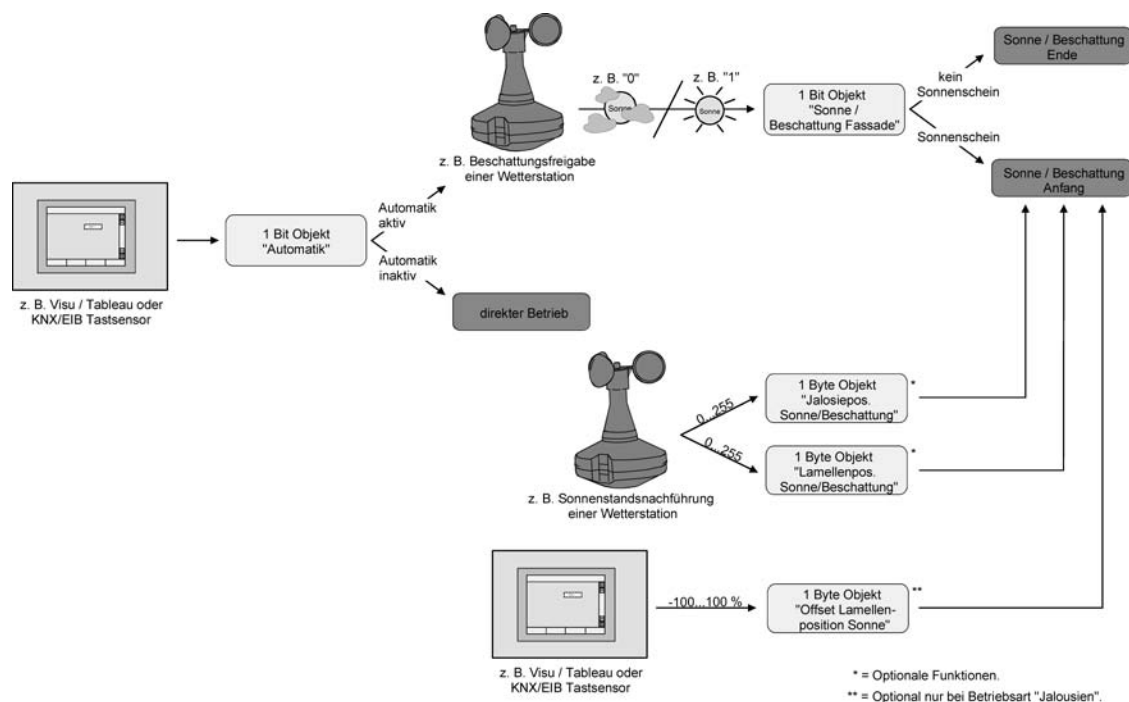 Sonne / Beschattung
Ende
z. B. "0"
z. B. "1"
kein
Sonnenschein
Sonne
Sonne
1 Bit Objekt
"Sonne /
Beschattung Fassade"
Sonnenschein
z. B. Beschattungsfreigabe
einer Wetterstation
Sonne / Beschattung
Anfang
Automatik
aktiv
1 Bit Objekt
"Automatik"
Automatik
inaktiv
z. B. Visu / Tableau oder
KNX/EIB Tastsensor
direkter Betrieb
0...255
1 Byte Objekt
"Jalosiepos.
Sonne/Beschattung"
*
0...255
1 Byte Objekt
"Lamellenpos.
Sonne/Beschattung"
*
z. B. Sonnenstandsnachführung
einer Wetterstation
-100...100 %
1 Byte Objekt
"Offset Lamellen-
position Sonne"
**
z. B. Visu / Tableau oder
KNX/EIB Tastsensor
* = Optionale Funktionen.
** = Optional nur bei Betriebsart "Jalousien".